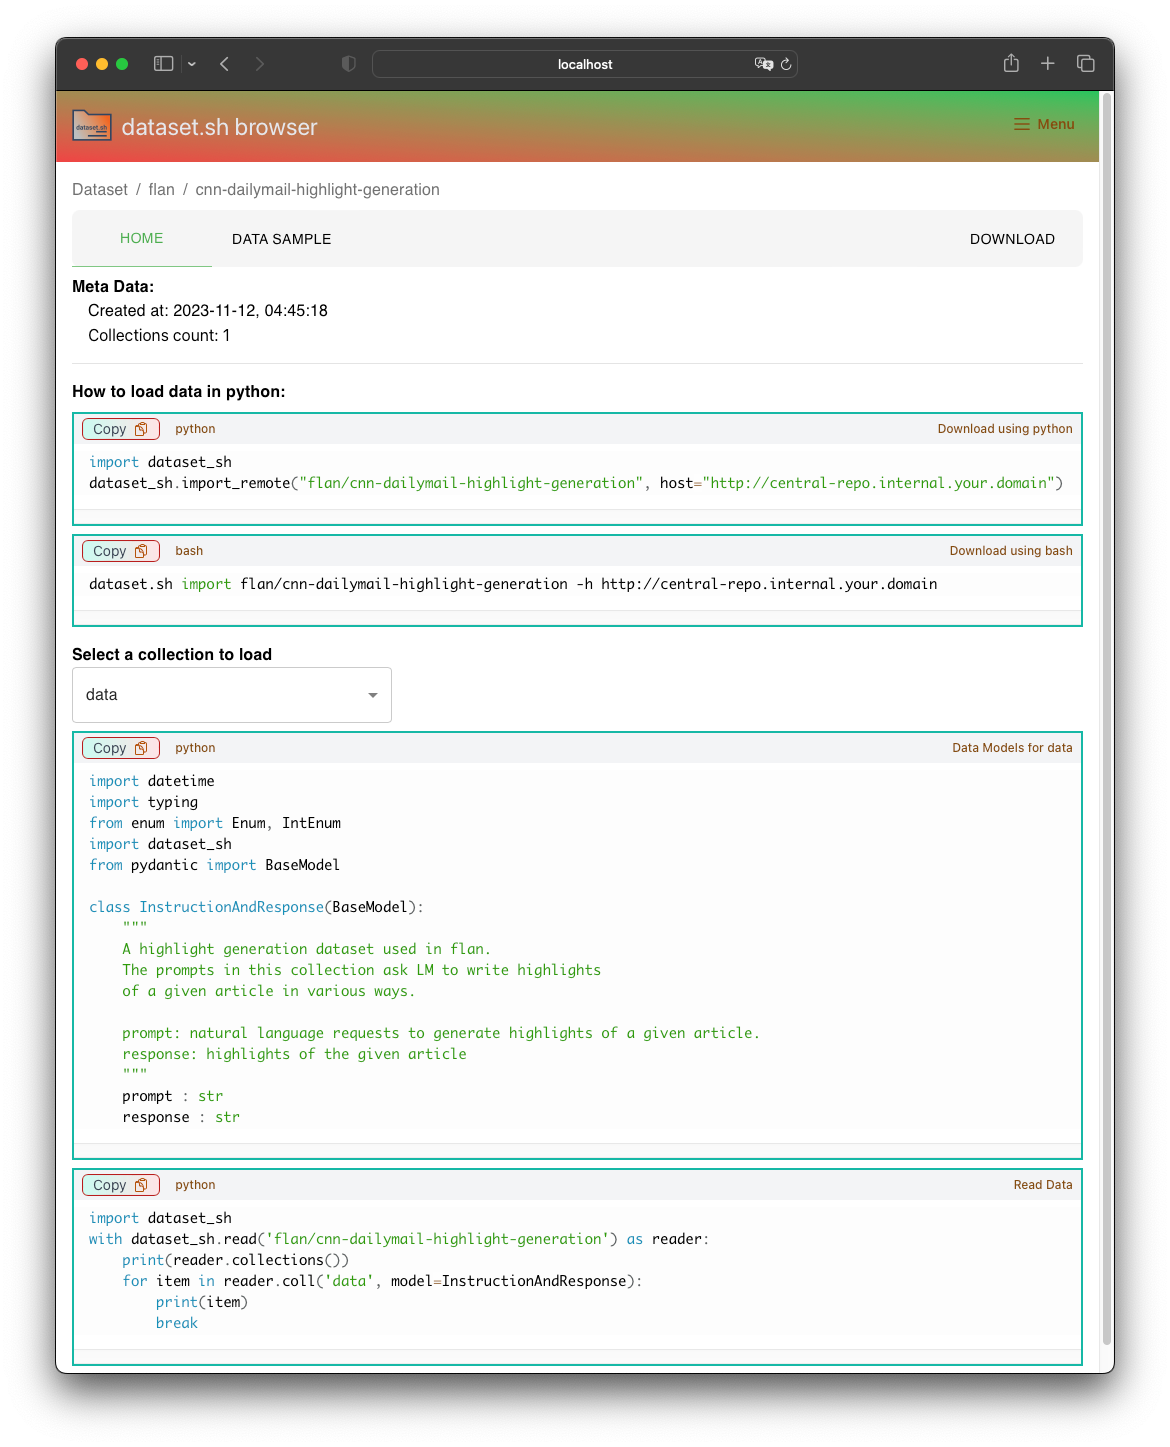 localhost
dataset.sh
dataset.sh browser
Menu
Dataset / flan / cnn-dailymail-highlight-generation
HOME
DATA SAMPLE
DOWNLOAD
Meta Data:
Created at: 2023-11-12, 04:45:18
Collections count: 1
How to load data in python:
Copy python Download using python
import dataset_sh
dataset_sh.import_remote("flan/cnn-dailymail-highlight-generation", host="http://central-repo.internal.your.domain")
Copy bash Download using bash
dataset.sh import flan/cnn-dailymail-highlight-generation -h http://central-repo.internal.your.domain
Select a collection to load
data
Copy python Data Models for data
import datetime
import typing
from enum import Enum, IntEnum
import dataset_sh
from pydantic import BaseModel
class InstructionAndResponse(BaseModel):
"""
A highlight generation dataset used in flan.
The prompts in this collection ask LM to write highlights
of a given article in various ways.
prompt: natural language requests to generate highlights of a given article.
response: highlights of the given article
"""
prompt : str
response : str
Copy python Read Data
import dataset_sh
with dataset_sh.read('flan/cnn-dailymail-highlight-generation') as reader:
print(reader.collections())
for item in reader.coll('data', model=InstructionAndResponse):
print(item)
break